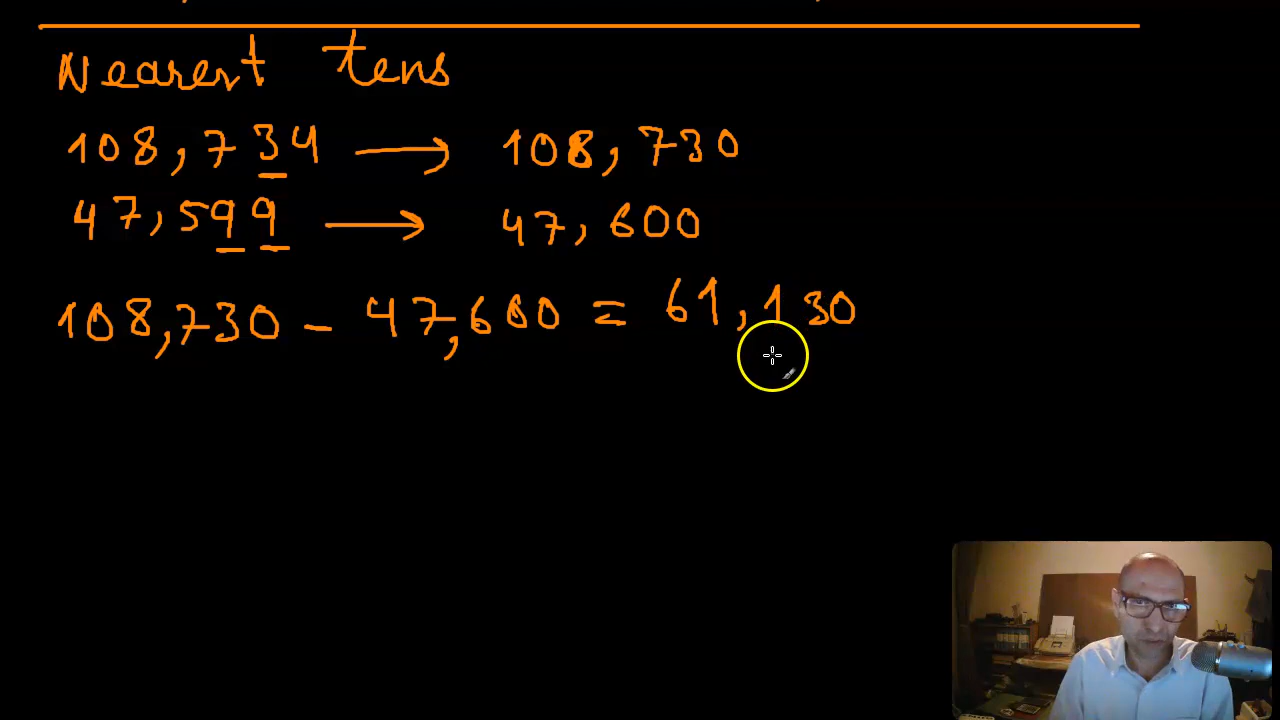 Nearest tens
108,734 → 108,730
47,599 → 47,600
108,730 - 47,600 = 61,130